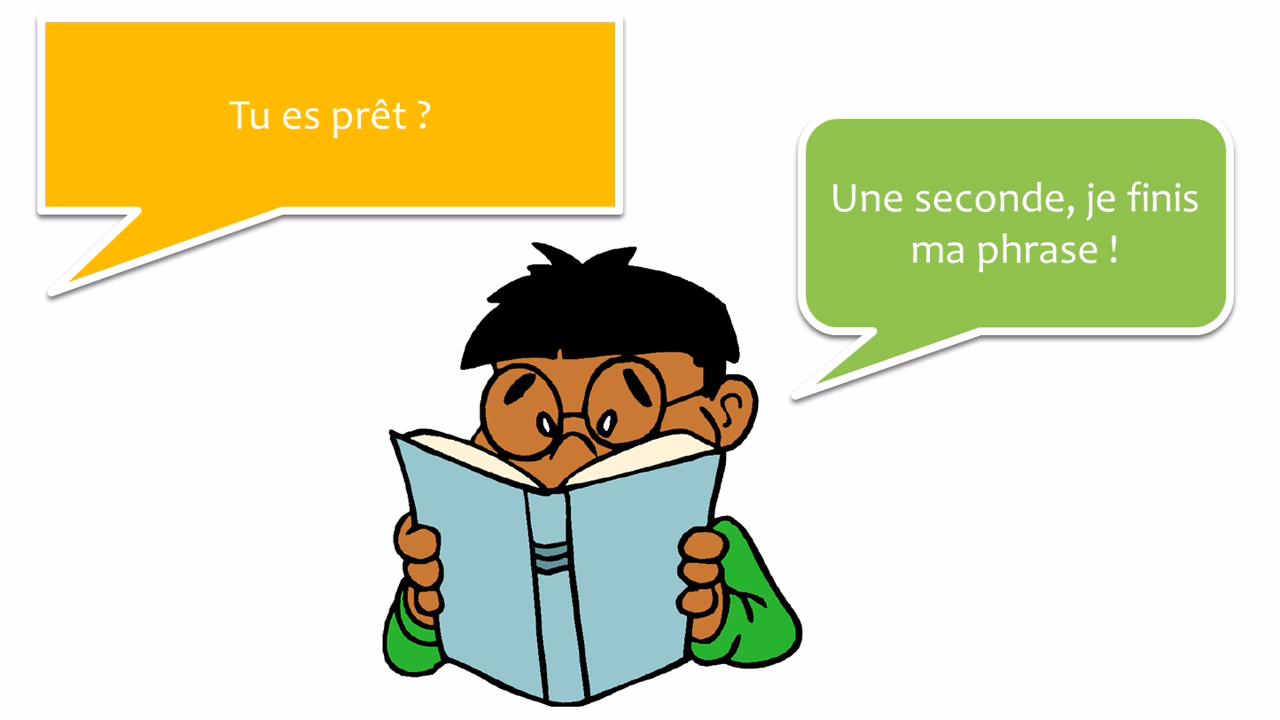 Tu es prêt ?
Une seconde, je finis
ma phrase !